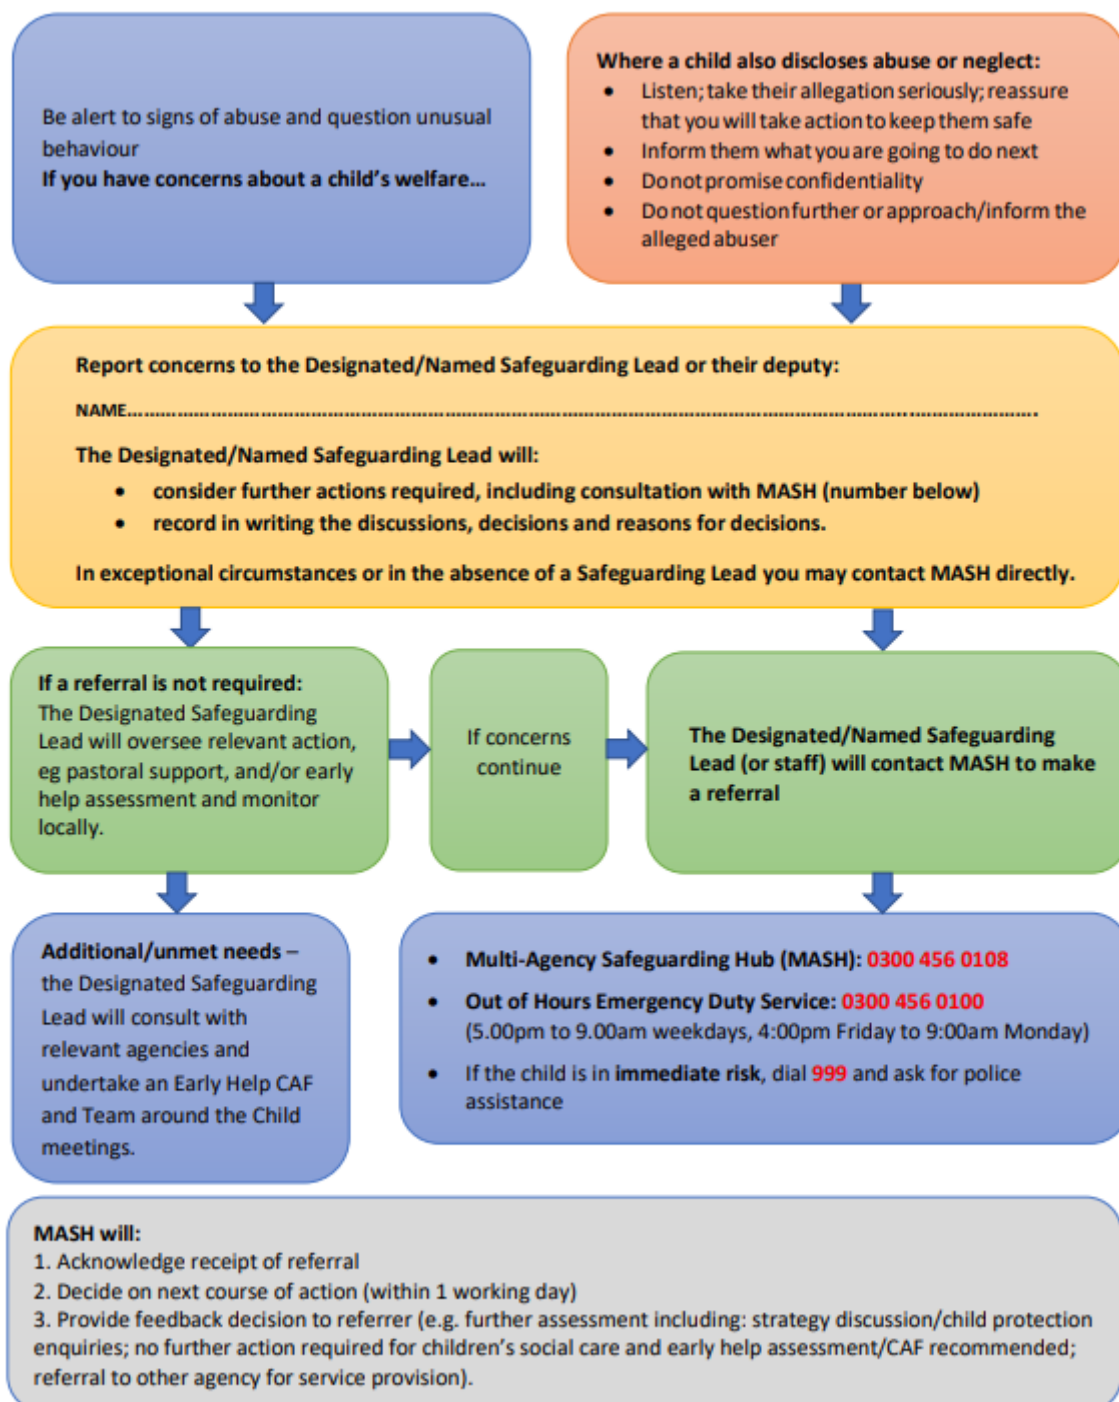 Be alert to signs of abuse and question unusual
behaviour
If you have concerns about a child's welfare...
Where a child also discloses abuse or neglect:
• Listen; take their allegation seriously; reassure
that you will take action to keep them safe
• Inform them what you are going to do next
• Do not promise confidentiality
• Do not question further or approach/inform the
alleged abuser
Report concerns to the Designated/Named Safeguarding Lead or their deputy:
NAME……………………………………………………………………………………………………………………..………………….
The Designated/Named Safeguarding Lead will:
• consider further actions required, including consultation with MASH (number below)
• record in writing the discussions, decisions and reasons for decisions.
In exceptional circumstances or in the absence of a Safeguarding Lead you may contact MASH directly.
If a referral is not required:
The Designated Safeguarding
Lead will oversee relevant action,
eg pastoral support, and/or early
help assessment and monitor
locally.
If concerns
continue
The Designated/Named Safeguarding
Lead (or staff) will contact MASH to make
a referral
Additional/unmet needs –
the Designated Safeguarding
Lead will consult with
relevant agencies and
undertake an Early Help CAF
and Team around the Child
meetings.
• Multi-Agency Safeguarding Hub (MASH): 0300 456 0108
• Out of Hours Emergency Duty Service: 0300 456 0100
(5.00pm to 9.00am weekdays, 4:00pm Friday to 9:00am Monday)
• If the child is in immediate risk, dial 999 and ask for police
assistance
MASH will:
1. Acknowledge receipt of referral
2. Decide on next course of action (within 1 working day)
3. Provide feedback decision to referrer (e.g. further assessment including: strategy discussion/child protection
enquiries; no further action required for children's social care and early help assessment/CAF recommended;
referral to other agency for service provision).